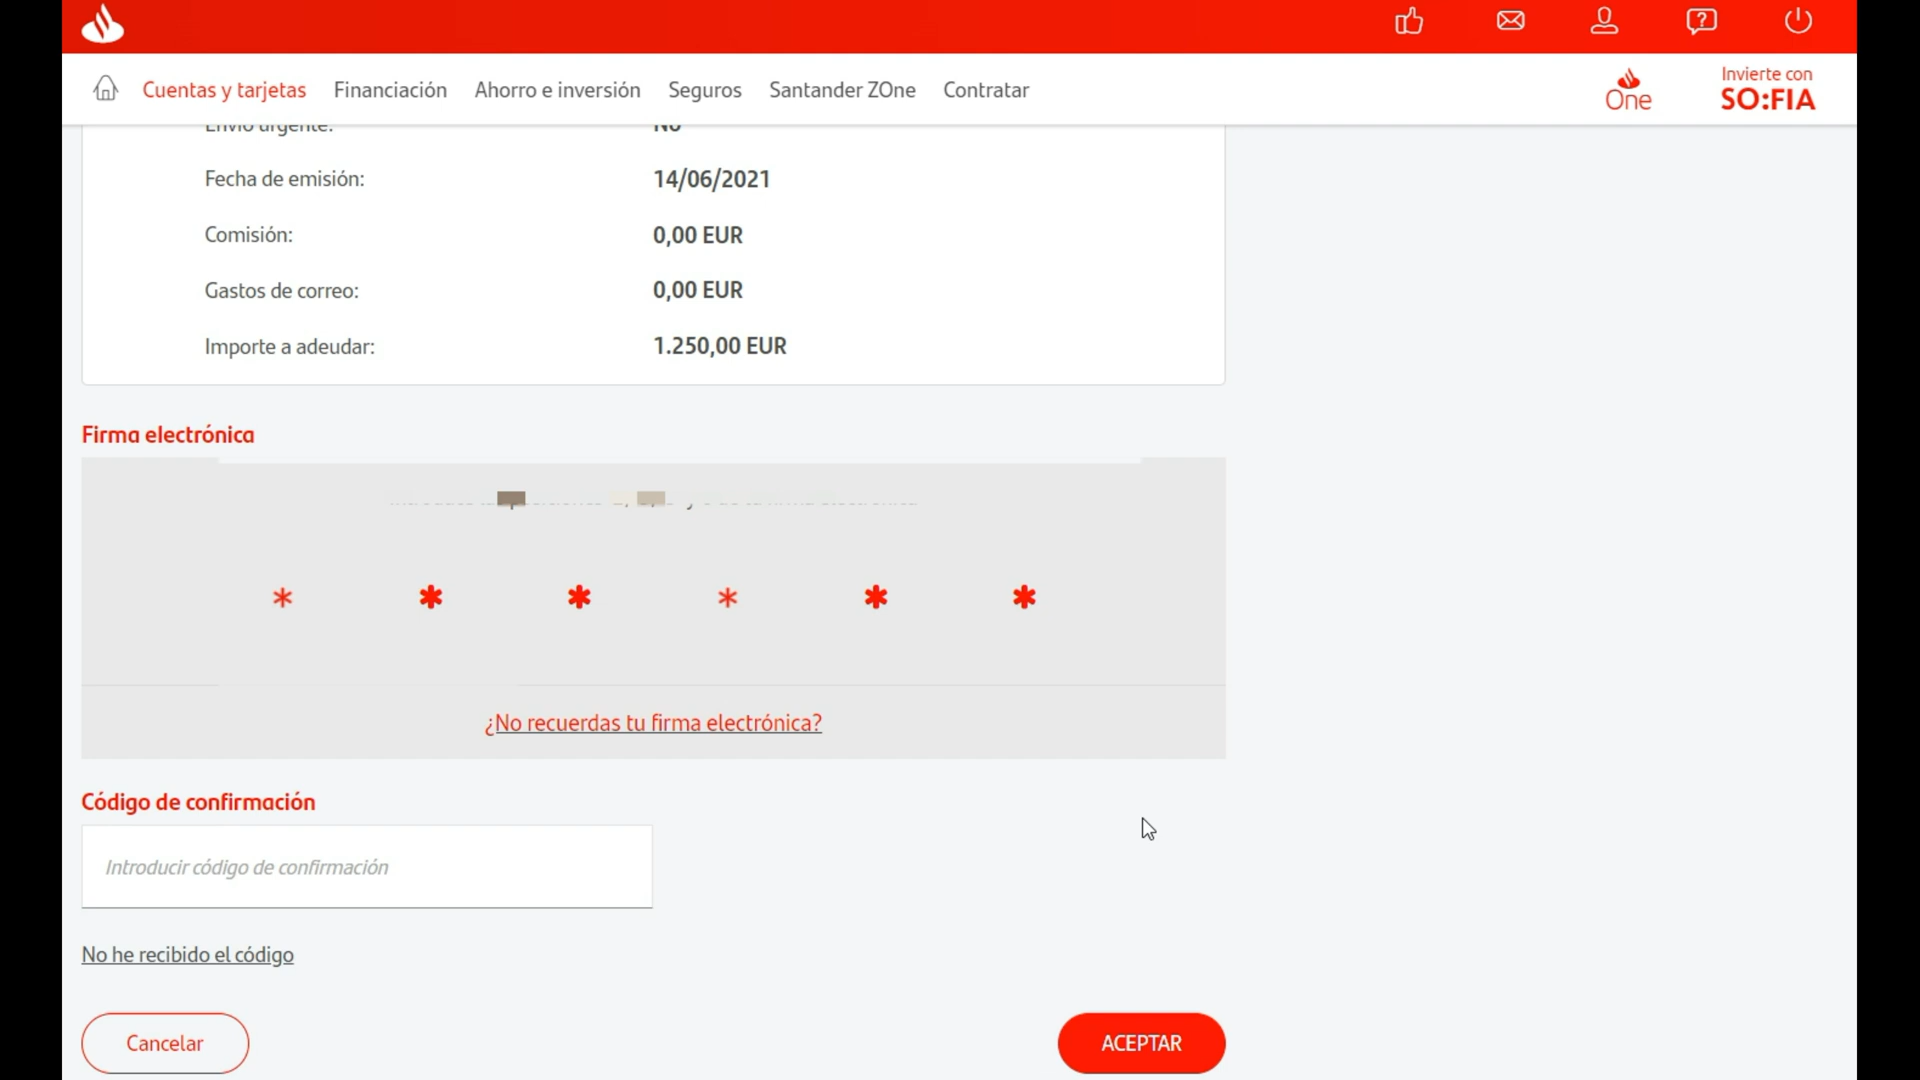 Cuentas y tarjetas Financiación Ahorro e inversión Seguros Santander ZOne Contratar
One
Invierte con
SO:FIA
Envío urgente: No
Fecha de emisión: 14/06/2021
Comisión: 0,00 EUR
Gastos de correo: 0,00 EUR
Importe a adeudar: 1.250,00 EUR
Firma electrónica
* * * * * *
¿No recuerdas tu firma electrónica?
Código de confirmación
Introducir código de confirmación
No he recibido el código
Cancelar ACEPTAR